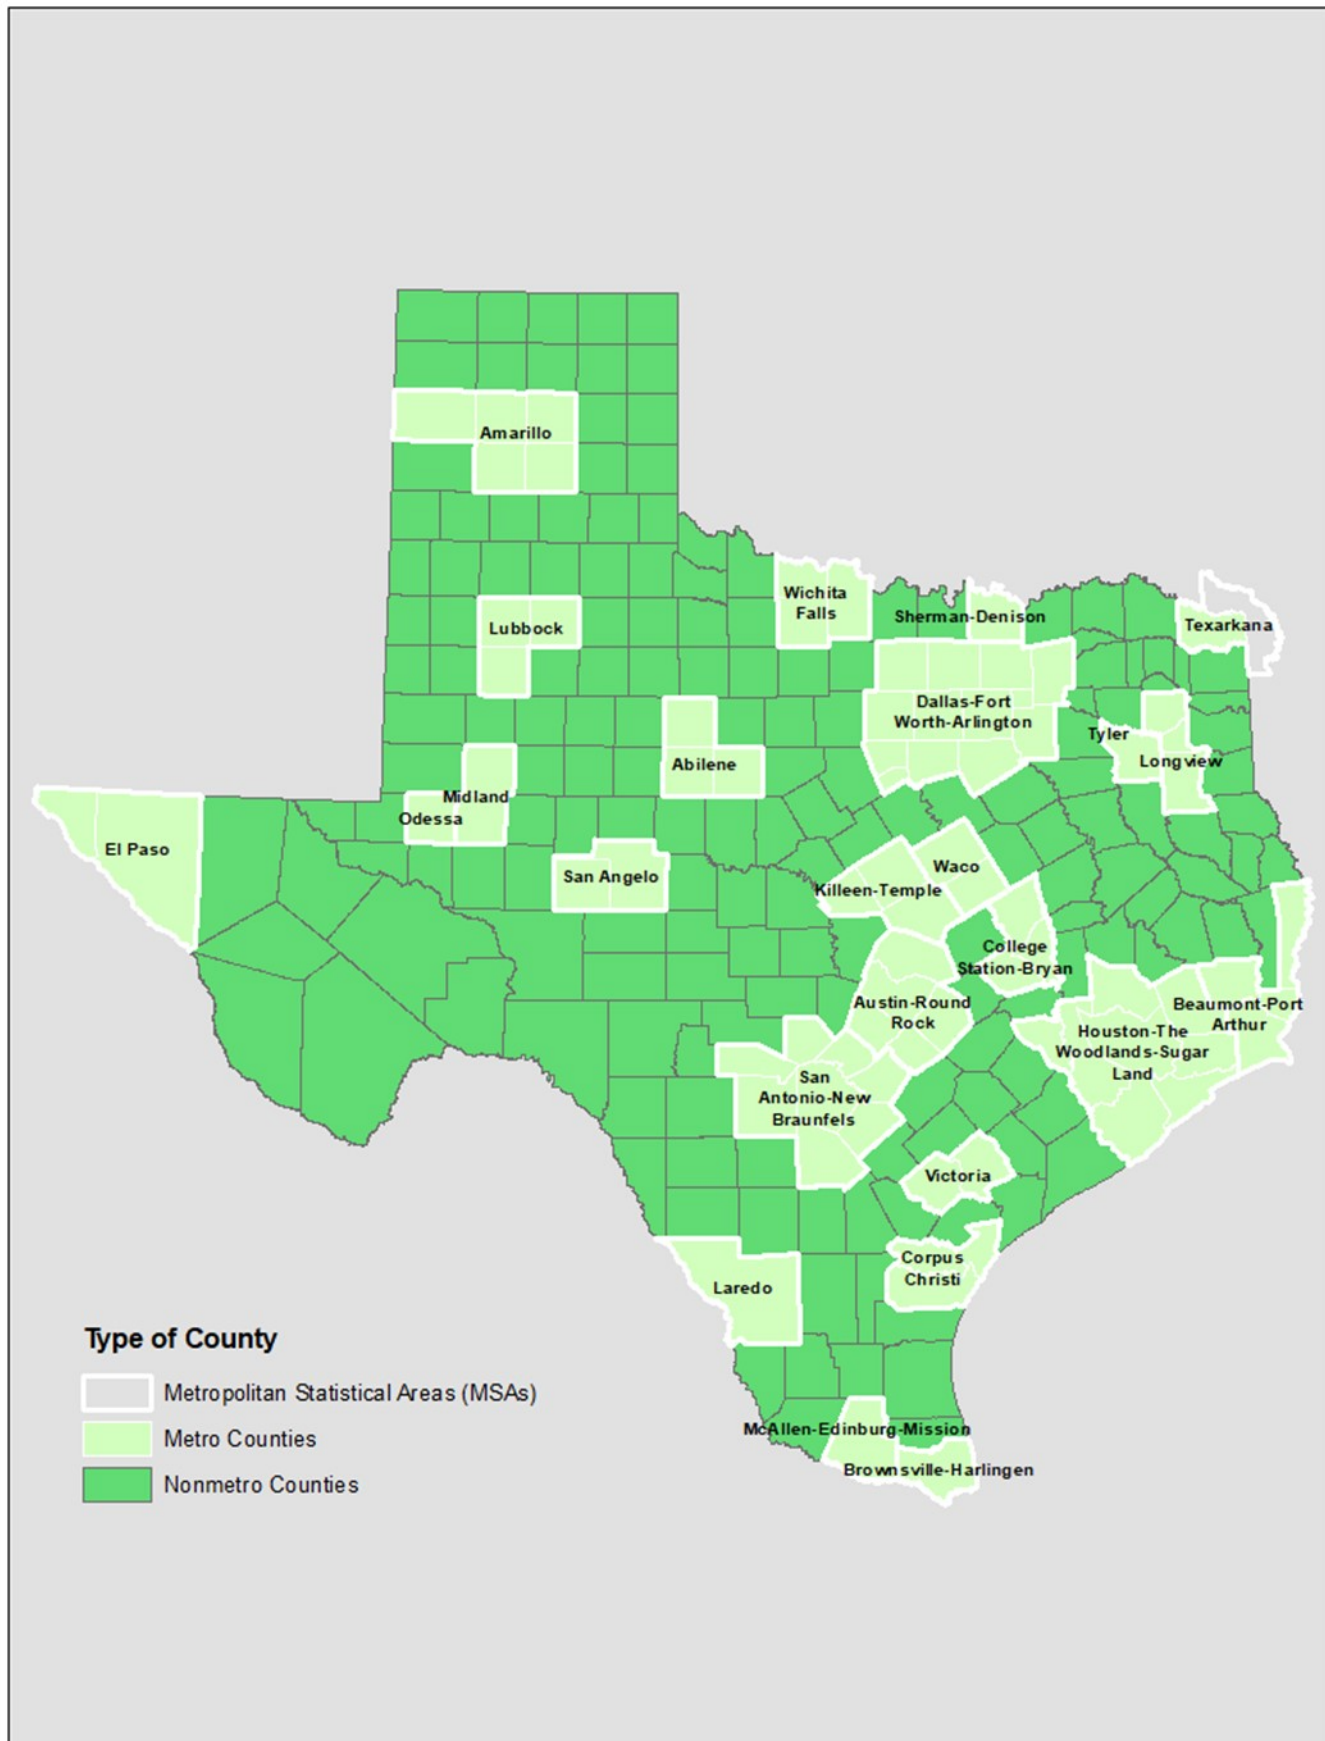 Amarillo
Wichita
Falls
Sherman-Denison
Texarkana
Lubbock
Dallas-Fort
Worth-Arlington
Tyler
Longview
Abilene
Midland
Odessa
El Paso
San Angelo
Waco
Killeen-Temple
College
Station-Bryan
Austin-Round
Rock
Beaumont-Port
Arthur
Houston-The
Woodlands-Sugar
Land
San
Antonio-New
Braunfels
Victoria
Corpus
Christi
Laredo
McAllen-Edinburg-Mission
Brownsville-Harlingen
Type of County
Metropolitan Statistical Areas (MSAs)
Metro Counties
Nonmetro Counties